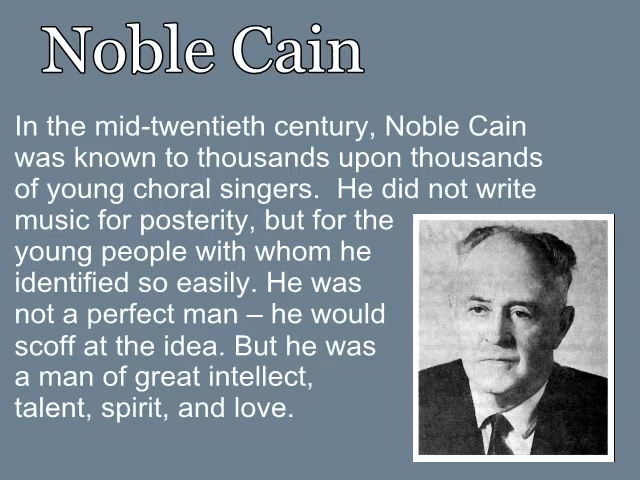 Noble Cain
In the mid-twentieth century, Noble Cain
was known to thousands upon thousands
of young choral singers.  He did not write
music for posterity, but for the
young people with whom he
identified so easily. He was
not a perfect man – he would
scoff at the idea. But he was
a man of great intellect,
talent, spirit, and love.